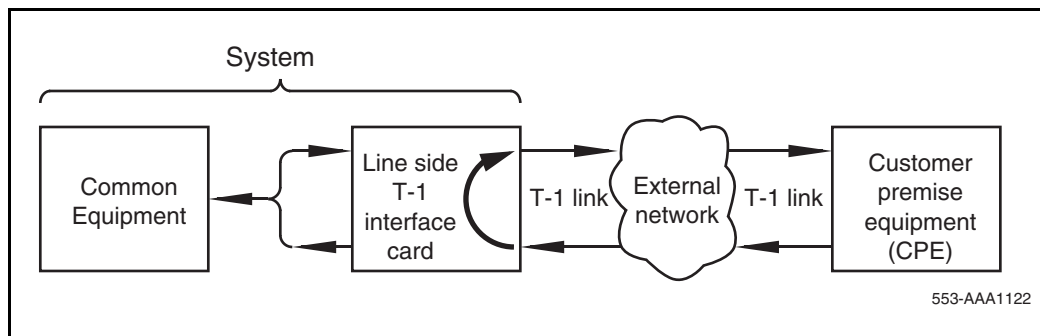 System
Common
Equipment
Line side
T-1
interface
card
T-1 link
External
network
T-1 link
Customer
premise
equipment
(CPE)
553-AAA1122